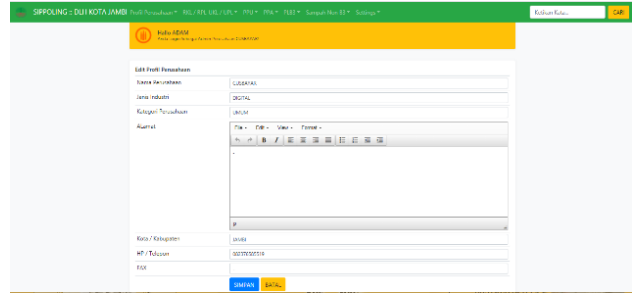 SIPPOLING :: DLH KOTA JAMBI Profil Perusahaan RKL / RPL UKL / UPL PPU PPA PLB3 Sampah Non B3 Settings CARI
Hallo ADAM
Edit Profil Perusahaan
Nama Perusahaan
Jenis Industri DIGITAL
Kategori Perusahaan UMUM
Alamat File Edit View Format
B I
Kota / Kabupaten JAMBI
HP / Telepon
FAX
SIMPAN BATAL